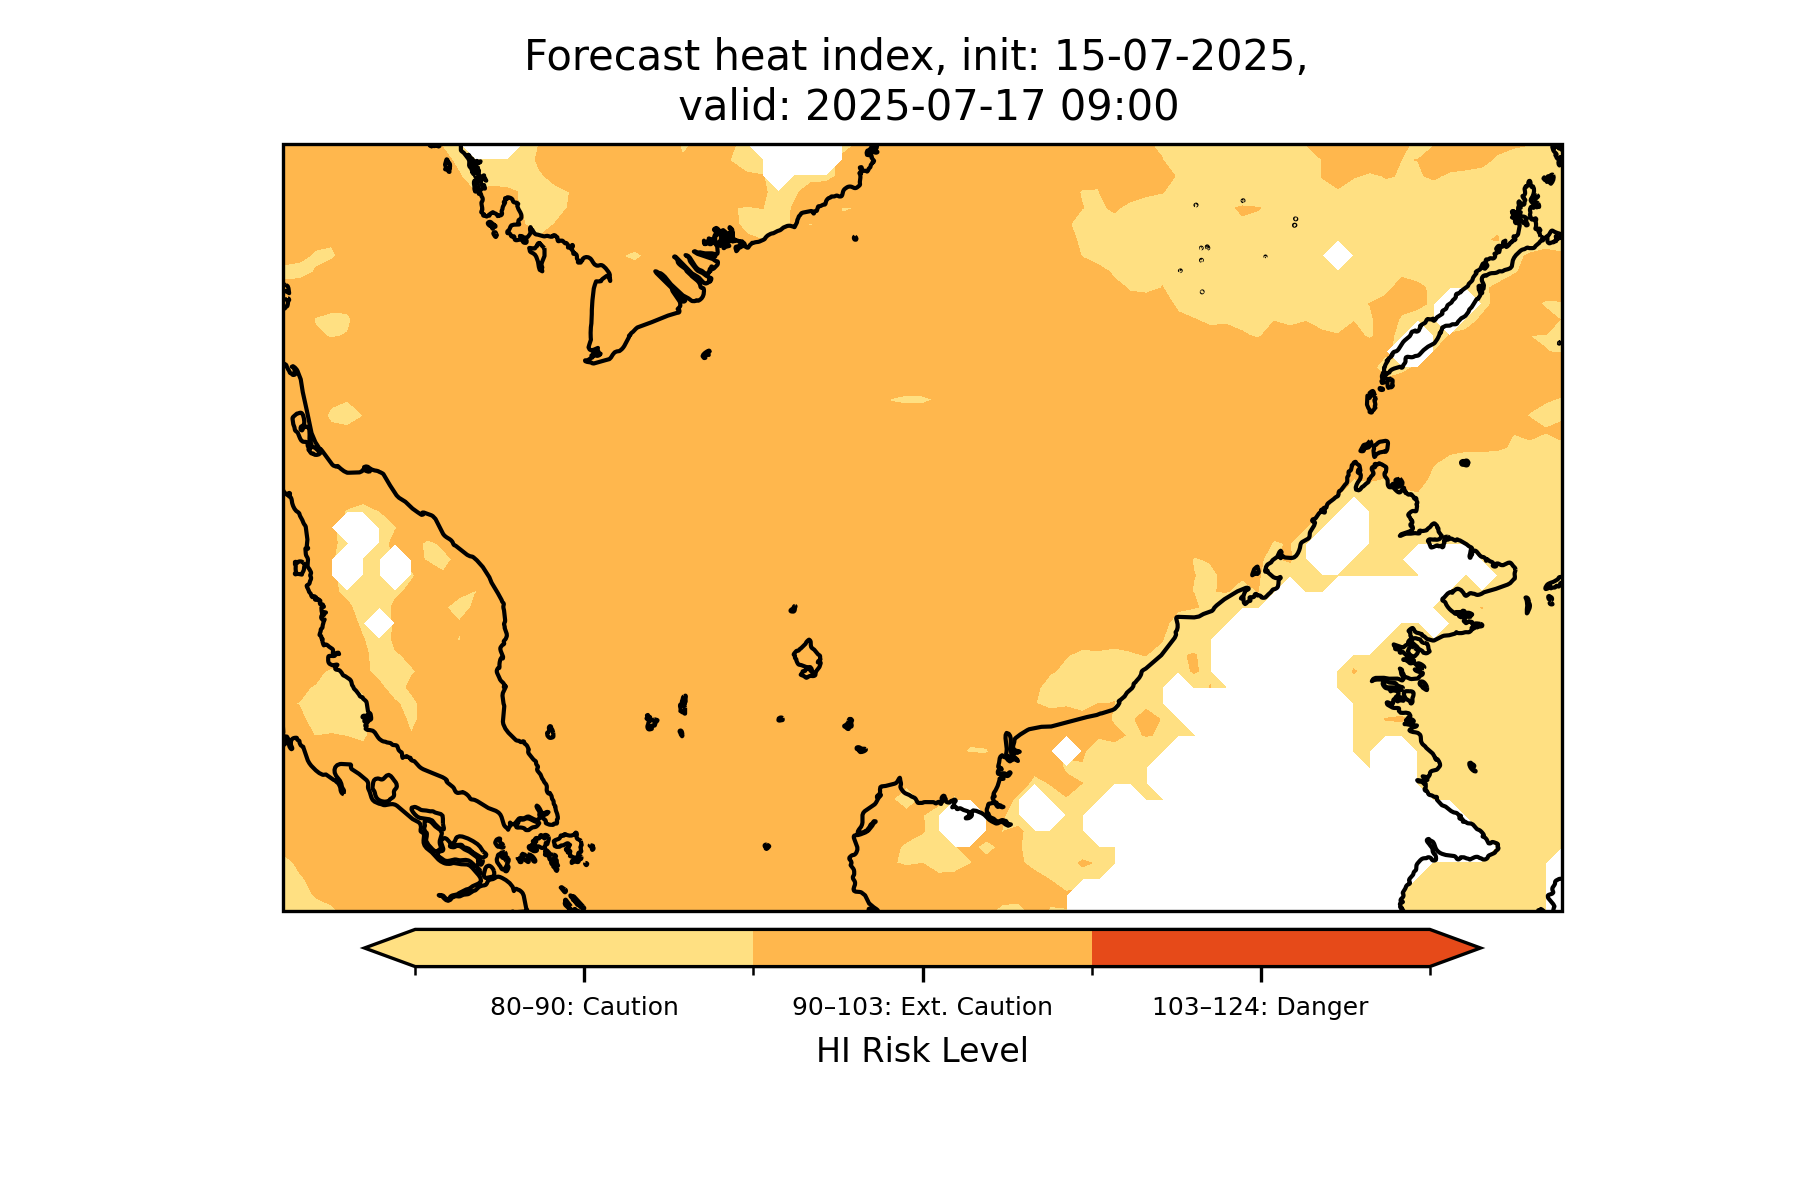 Forecast heat index, init: 15-07-2025,
valid: 2025-07-17 09:00
80–90: Caution
90–103: Ext. Caution
103–124: Danger
HI Risk Level